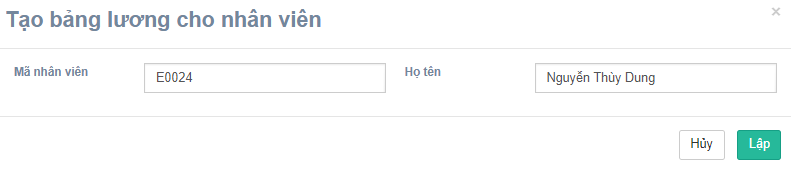 Tạo bảng lương cho nhân viên
×
Mã nhân viên E0024 Họ tên Nguyễn Thùy Dung
Hủy Lập